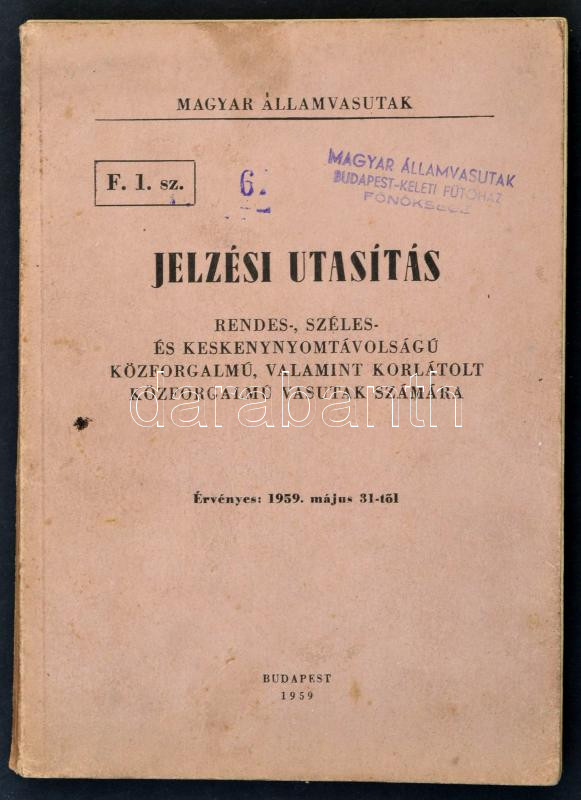 MAGYAR ÁLLAMVASUTAK
F. 1. sz.
6.
MAGYAR ÁLLAMVASUTAK
BUDAPEST-KELETI FŰTŐHÁZ
FŐNÖKSÉGE
JELZÉSI UTASÍTÁS
RENDES-, SZÉLES-
ÉS KESKENYNYOMTÁVOLSÁGÚ
KÖZFORGALMÚ, VALAMINT KORLÁTOLT
KÖZFORGALMÚ VASUTAK SZÁMÁRA
darabanth
Érvényes: 1959. május 31-től
BUDAPEST
1959